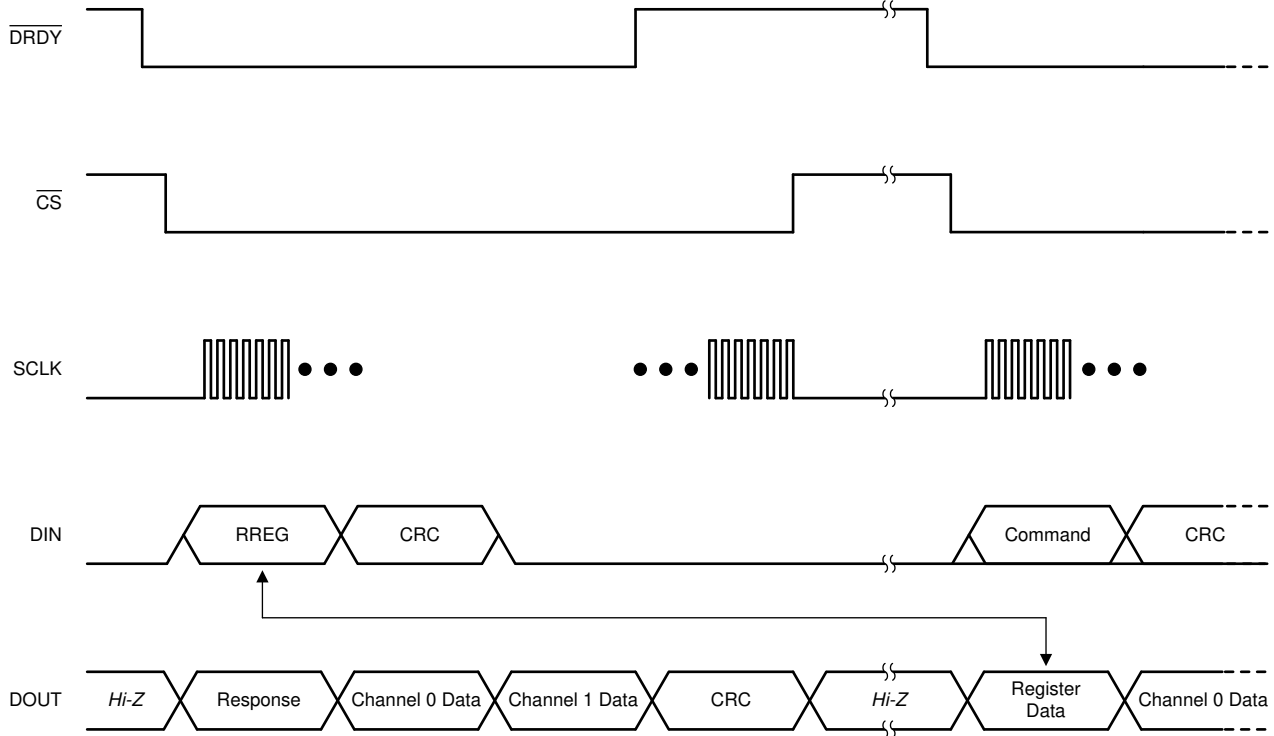 DRDY
CS
SCLK
DIN
RREG
CRC
Command
CRC
DOUT
Hi-Z
Response
Channel 0 Data
Channel 1 Data
CRC
Hi-Z
Register
Data
Channel 0 Data